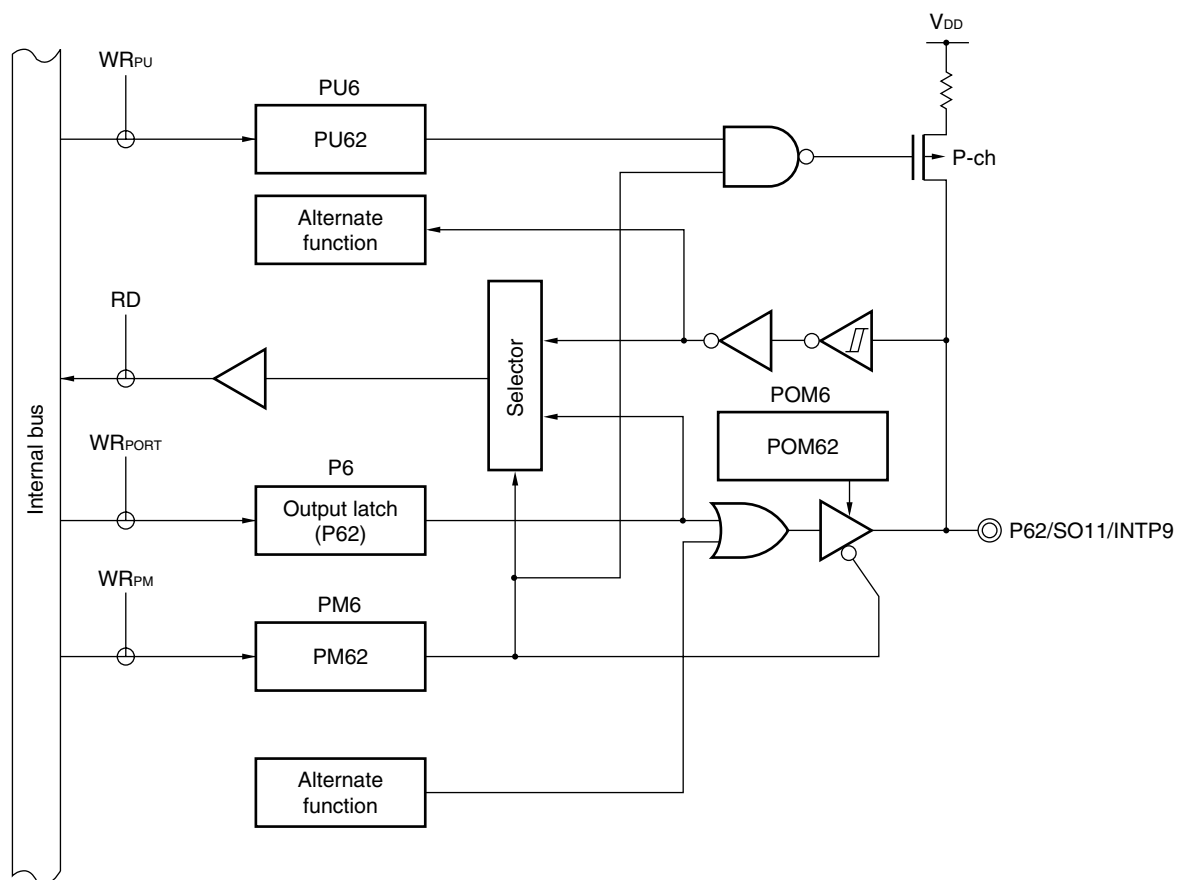 VDD
WRPU
PU6
PU62
P-ch
Alternate
function
RD
Selector
POM6
POM62
Internal bus
WRPORT
P6
Output latch
(P62)
P62/SO11/INTP9
WRPM
PM6
PM62
Alternate
function